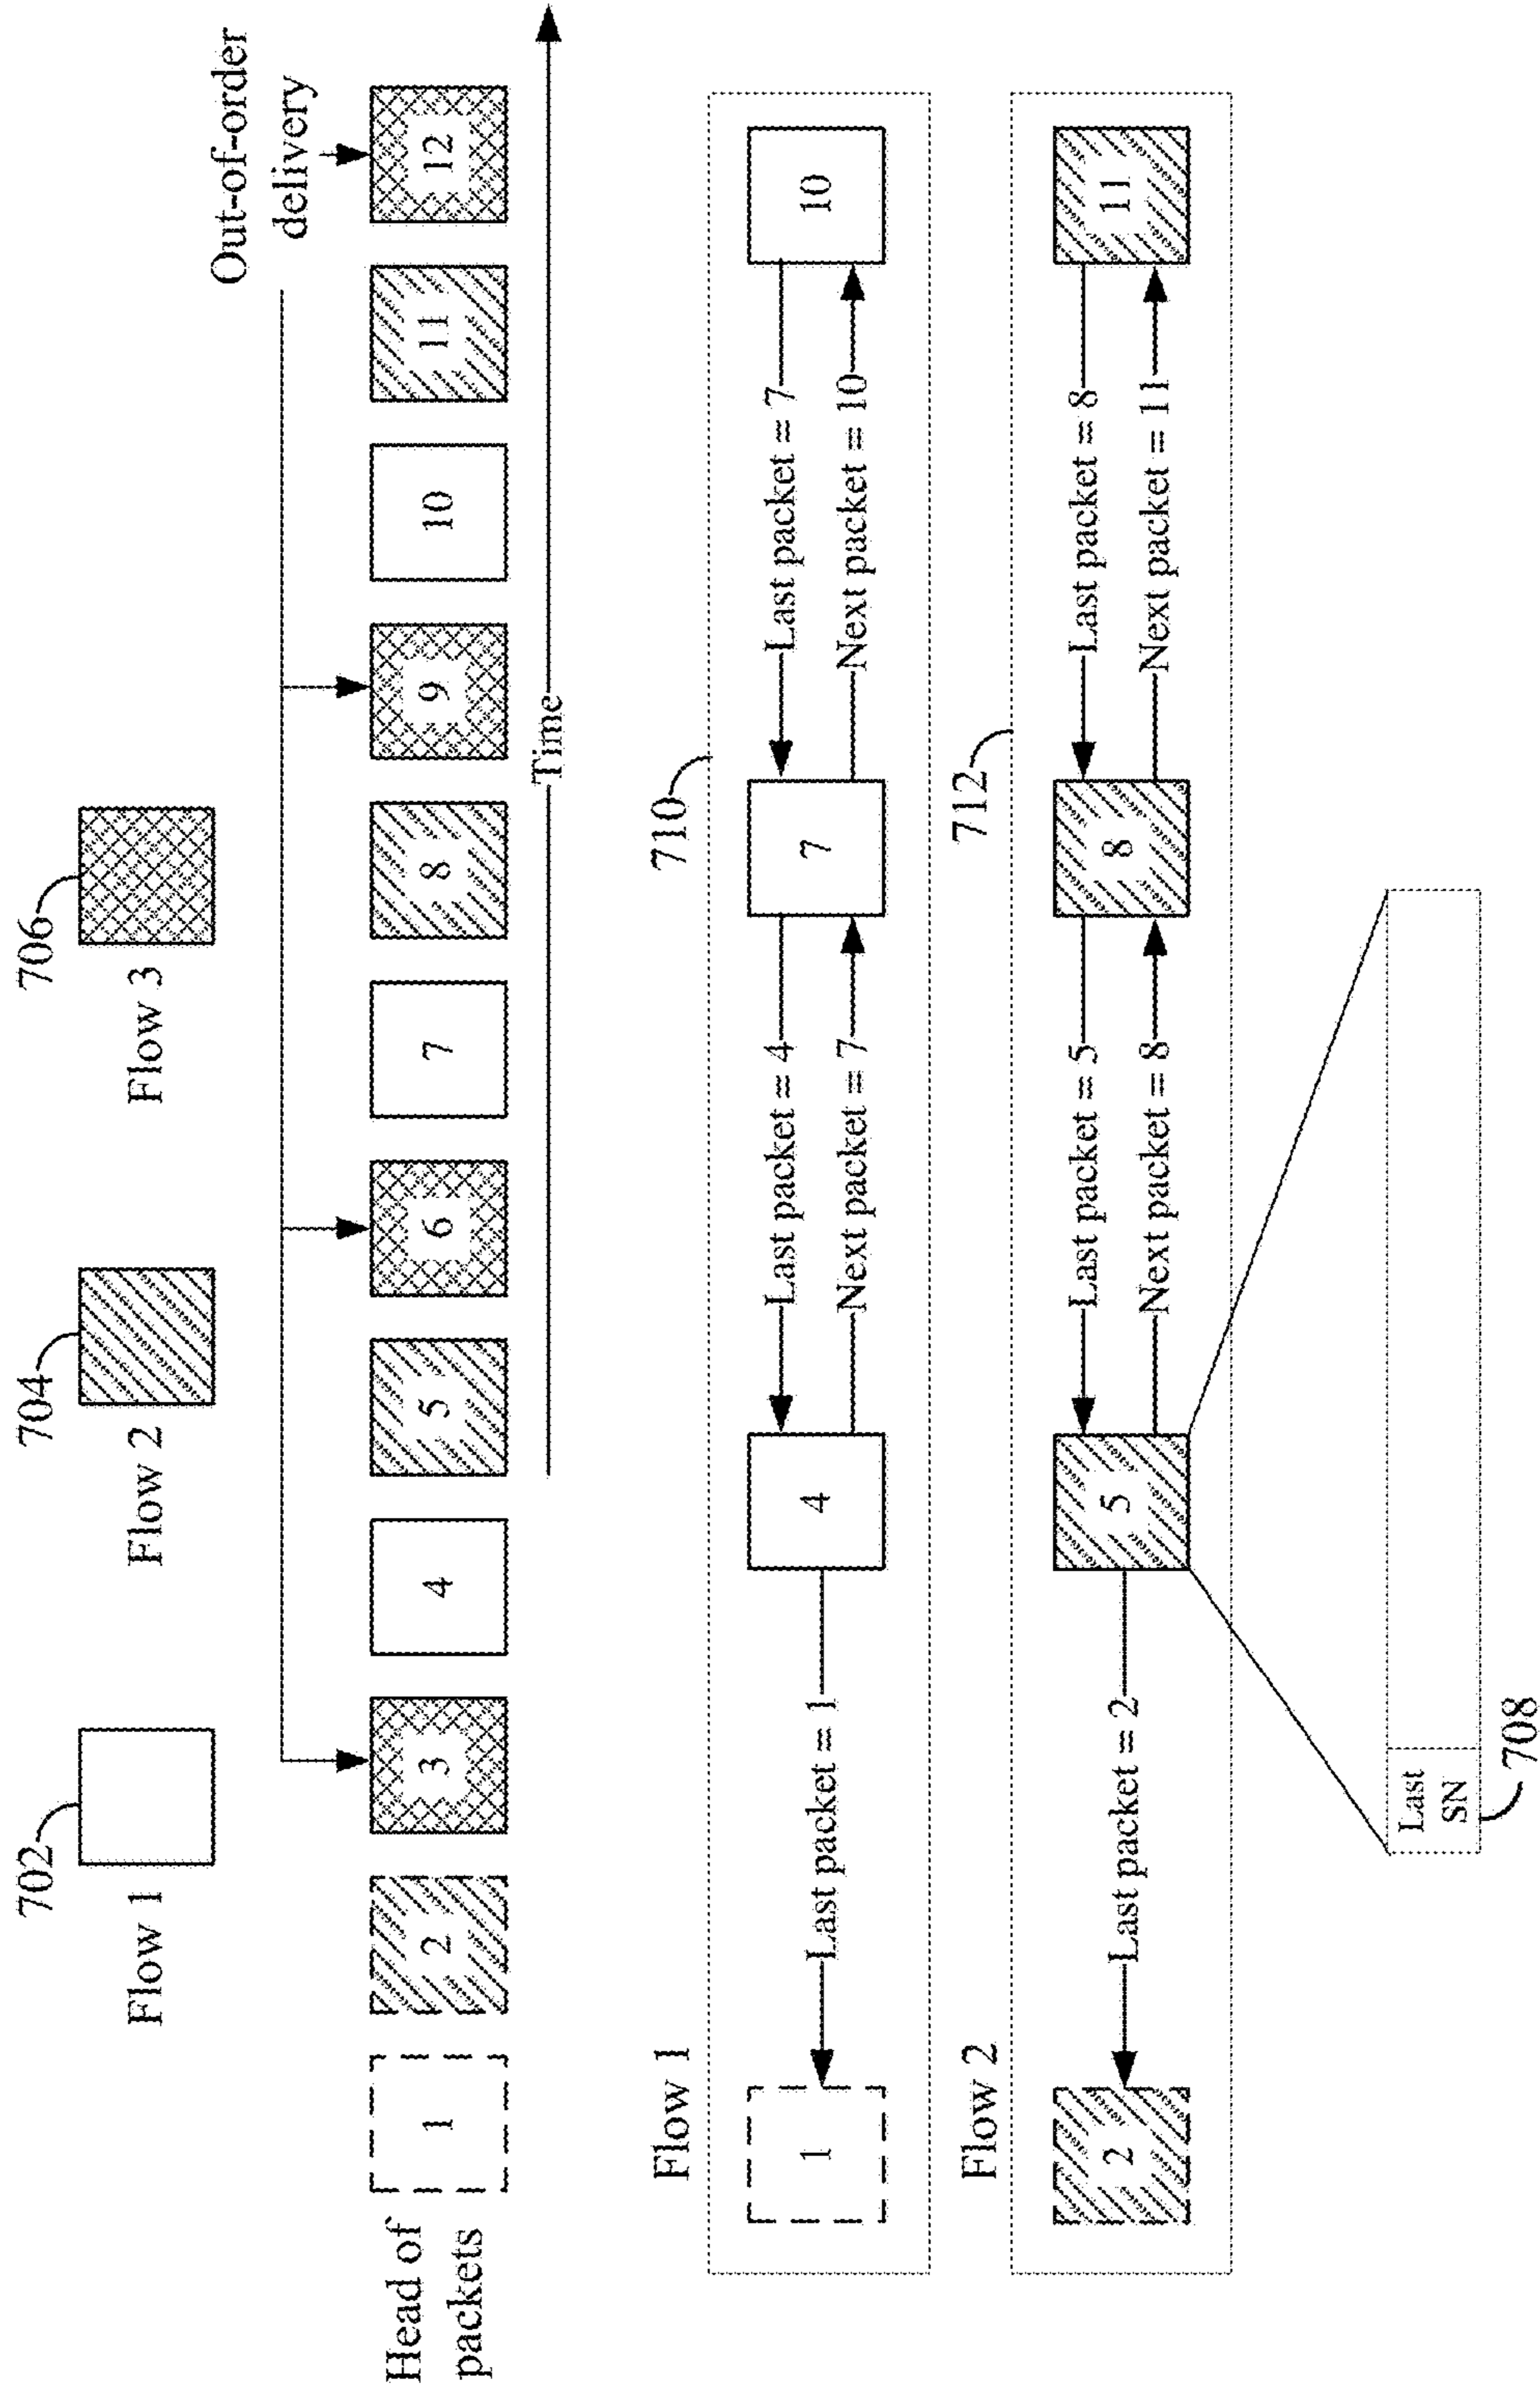 702
704
706
Flow 1
Flow 2
Flow 3
Out-of-order
delivery
Head of
packets
1
2
3
4
5
6
7
8
9
10
11
12
Time
Flow 1
710
1
Last packet = 1
4
Last packet = 4
Next packet = 7
7
Last packet = 7
Next packet = 10
10
Flow 2
712
2
Last packet = 2
5
Last packet = 5
Next packet = 8
8
Last packet = 8
Next packet = 11
11
Last
SN
708